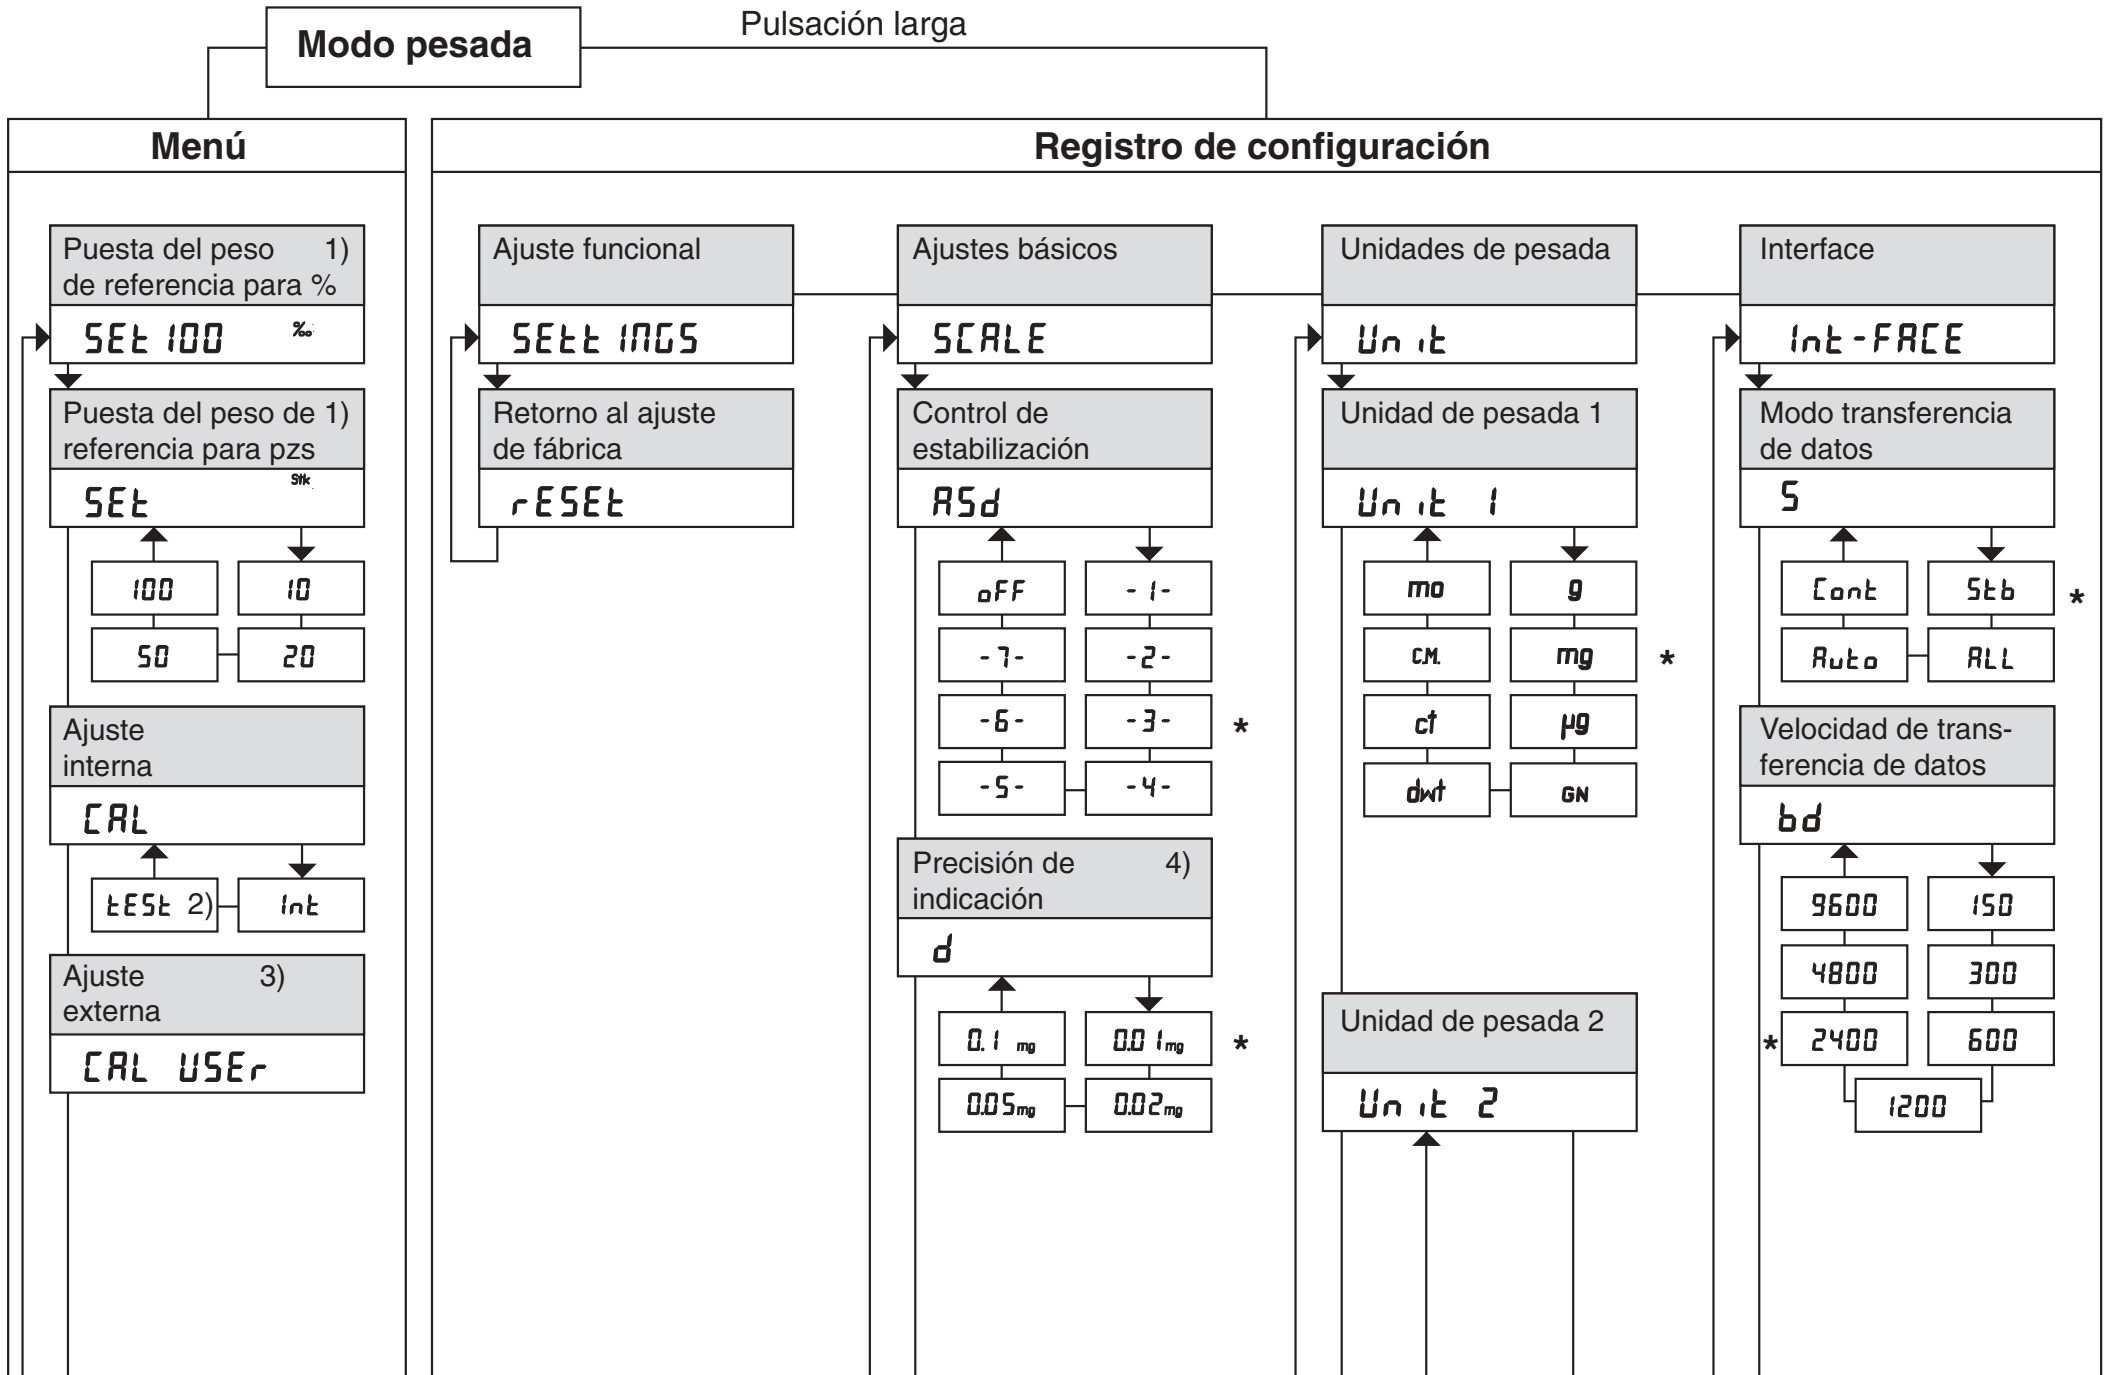 Modo pesada
Pulsación larga
Menú
Puesta del peso 1)
de referencia para %
SEt 100 ‰
Puesta del peso de 1)
referencia para pzs
SEt Stk
100
10
50
20
Ajuste
interna
CAL
tESt 2)
Int
Ajuste 3)
externa
CAL USEr
Registro de configuración
Ajuste funcional
SEttINGS
Retorno al ajuste
de fábrica
rESEt
Ajustes básicos
SCALE
Control de
estabilización
ASd
oFF
-1-
-7-
-2-
-6-
-3- *
-5-
-4-
Precisión de 4)
indicación
d
0.1 mg
0.01 mg *
0.05 mg
0.02 mg
Unidades de pesada
Unit
Unidad de pesada 1
Unit 1
mo
g
C.M.
mg *
ct
µg
dwt
GN
Unidad de pesada 2
Unit 2
Interface
Int-FACE
Modo transferencia
de datos
S
Cont
Stb *
Auto
ALL
Velocidad de trans-
ferencia de datos
bd
9600
150
4800
300
* 2400
600
1200